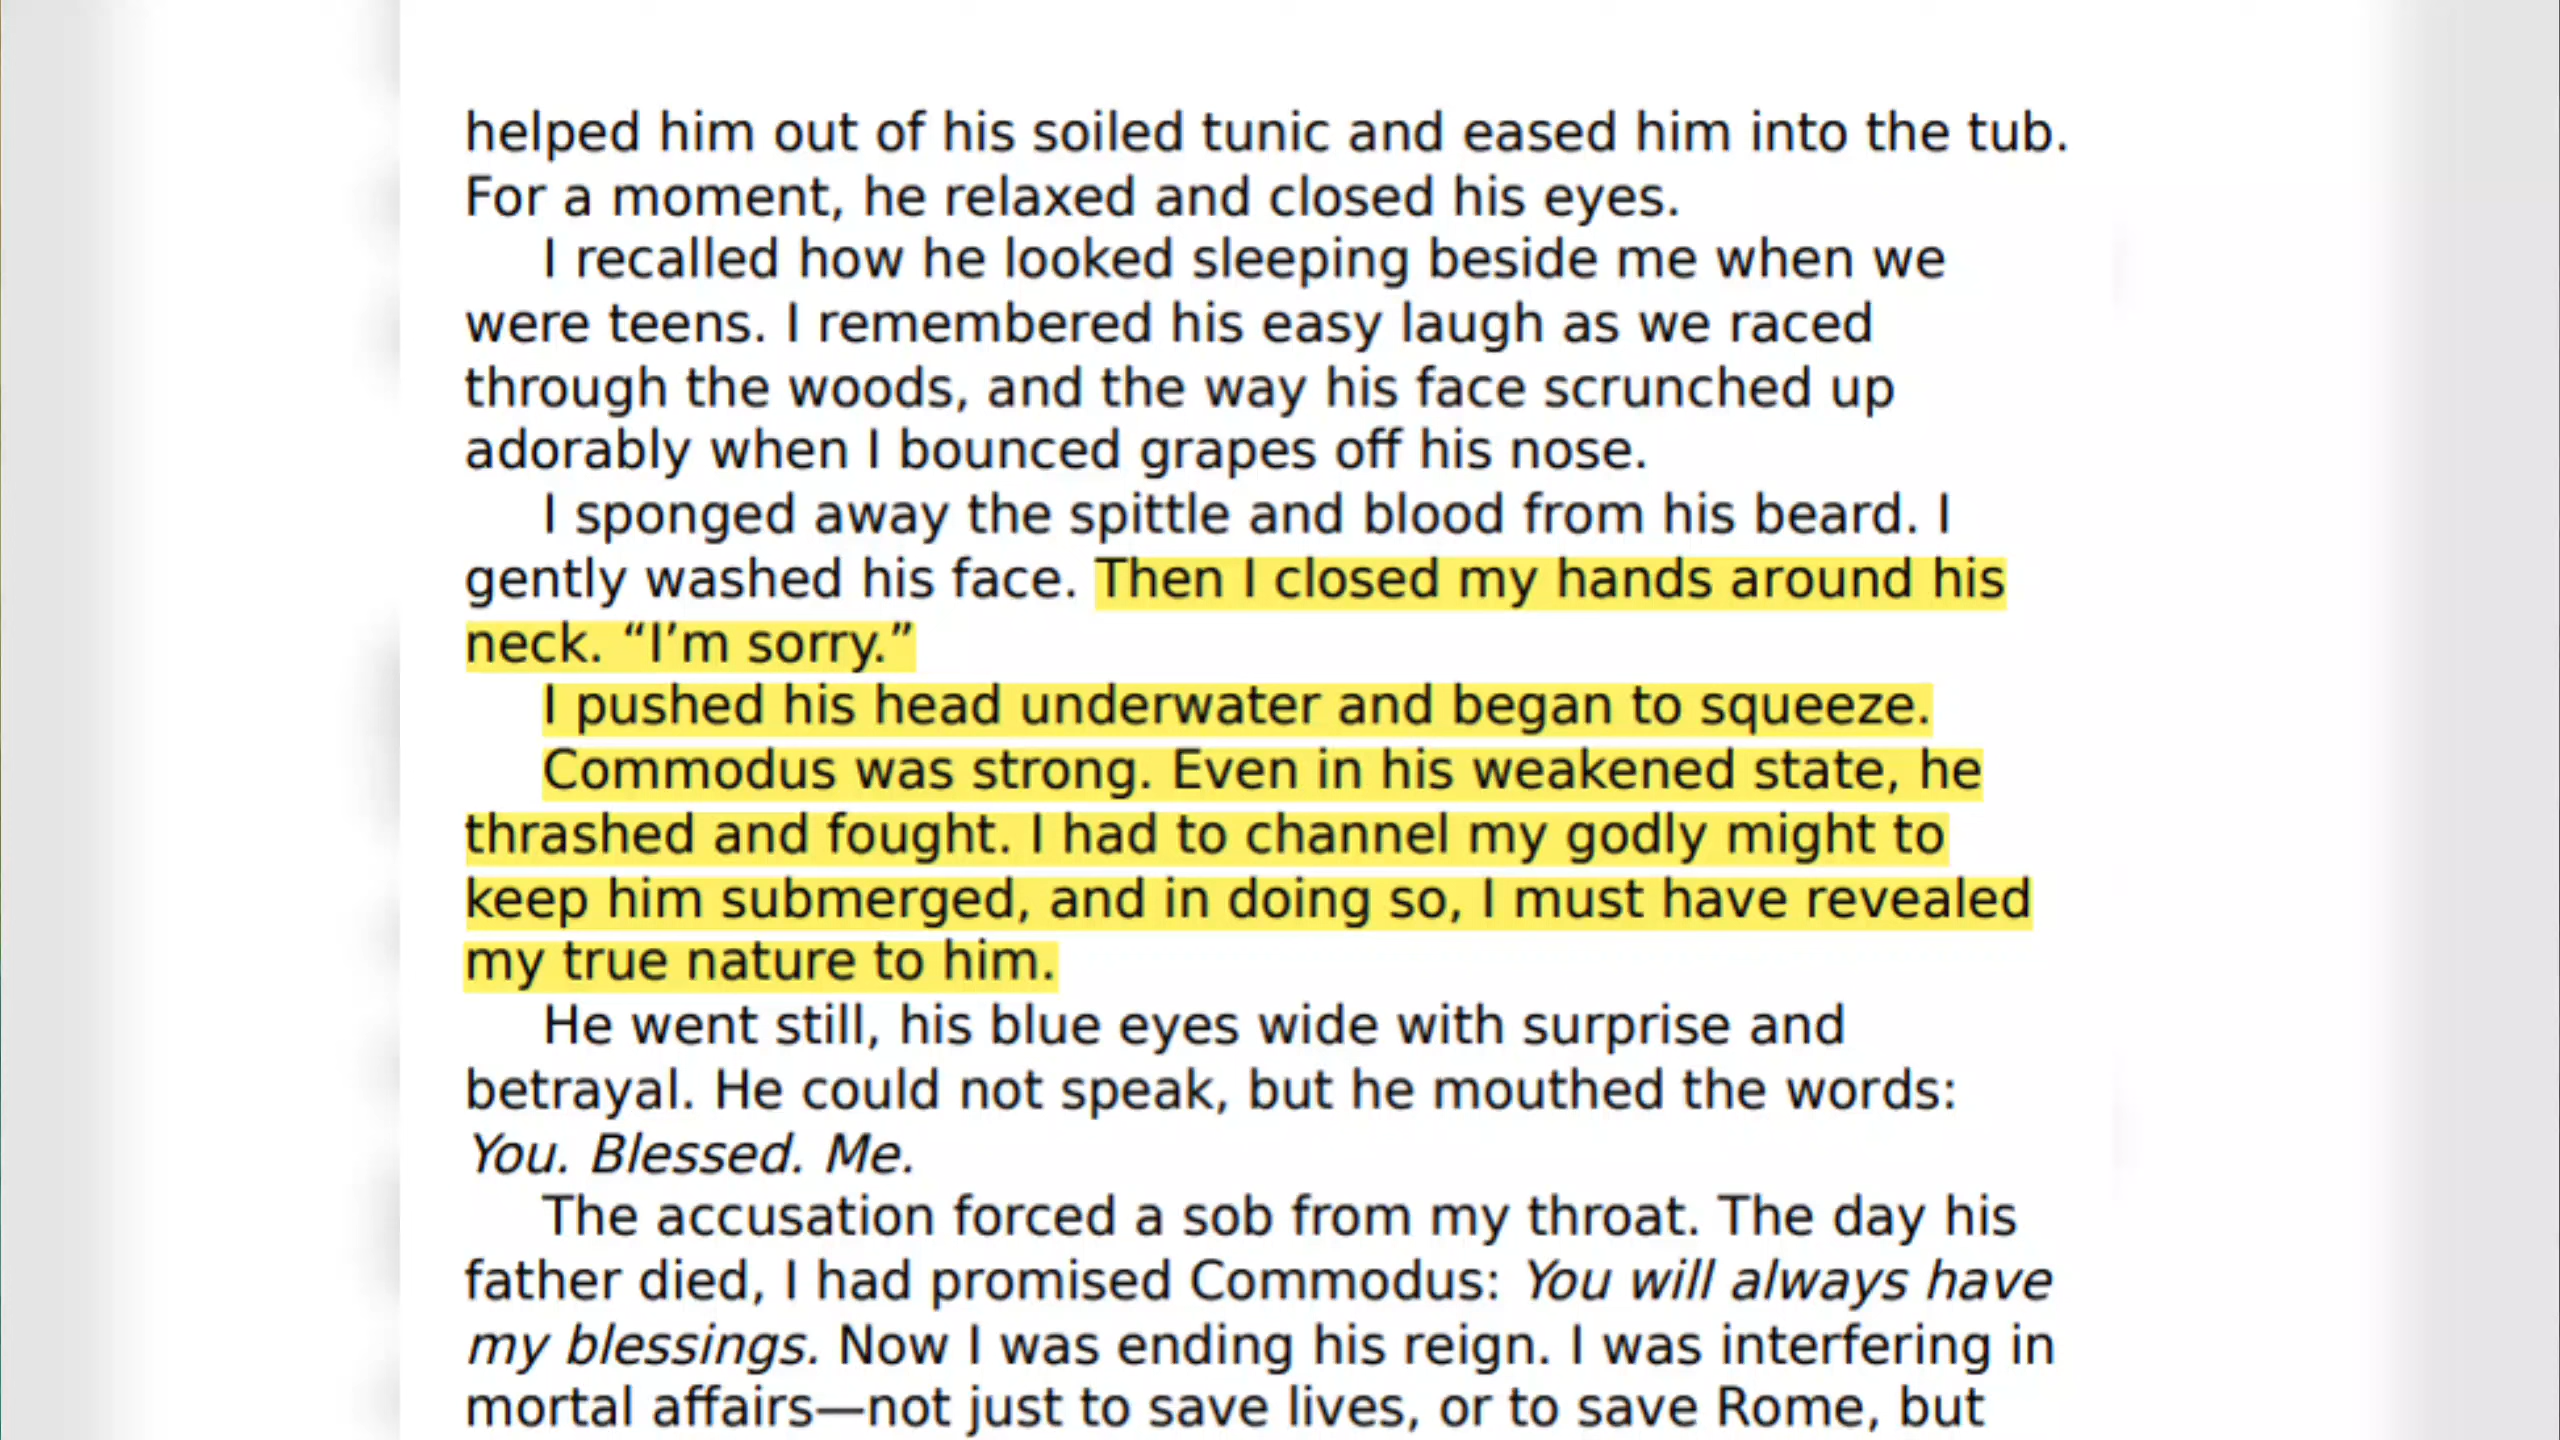 helped him out of his soiled tunic and eased him into the tub.
For a moment, he relaxed and closed his eyes.
I recalled how he looked sleeping beside me when we
were teens. I remembered his easy laugh as we raced
through the woods, and the way his face scrunched up
adorably when I bounced grapes off his nose.
I sponged away the spittle and blood from his beard. I
gently washed his face. Then I closed my hands around his
neck. “I’m sorry.”
I pushed his head underwater and began to squeeze.
Commodus was strong. Even in his weakened state, he
thrashed and fought. I had to channel my godly might to
keep him submerged, and in doing so, I must have revealed
my true nature to him.
He went still, his blue eyes wide with surprise and
betrayal. He could not speak, but he mouthed the words:
You. Blessed. Me.
The accusation forced a sob from my throat. The day his
father died, I had promised Commodus: You will always have
my blessings. Now I was ending his reign. I was interfering in
mortal affairs—not just to save lives, or to save Rome, but